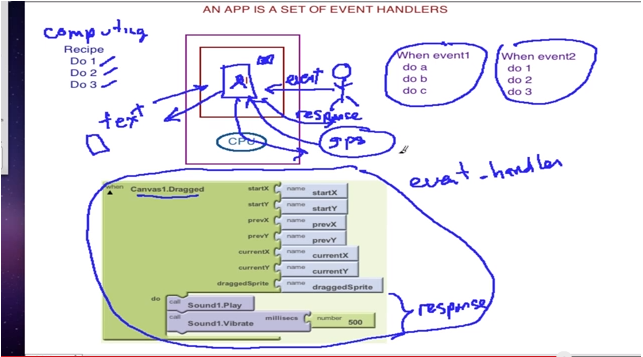 AN APP IS A SET OF EVENT HANDLERS
computing
Recipe
Do 1
Do 2
Do 3
text
event
response
CPU
gps
When event1
do a
do b
do c
When event2
do 1
do 2
do 3
event-handler
when Canvas1.Dragged
startX name startX
startY name startY
prevX name prevX
prevY name prevY
currentX name currentX
currentY name currentY
draggedSprite name draggedSprite
do call Sound1.Play
call Sound1.Vibrate millisecs number 500
response